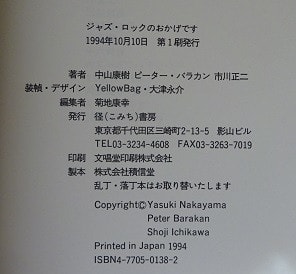 ジャズ・ロックのおかげです
1994年10月10日　第1刷発行
著者　中山康樹 ピーター・バラカン 市川正二
装幀・デザイン　YellowBag・大津永介
編集者　菊地康幸
発行　径(こみち)書房
東京都千代田区三崎町2-13-5　影山ビル
TEL03-3234-4608　FAX03-3263-7019
印刷　文唱堂印刷株式会社
製本　株式会社積信堂
乱丁・落丁本はお取り替いたします
Copyright©Yasuki Nakayama
Peter Barakan
Shoji Ichikawa
Printed in Japan 1994
ISBN4-7705-0138-2